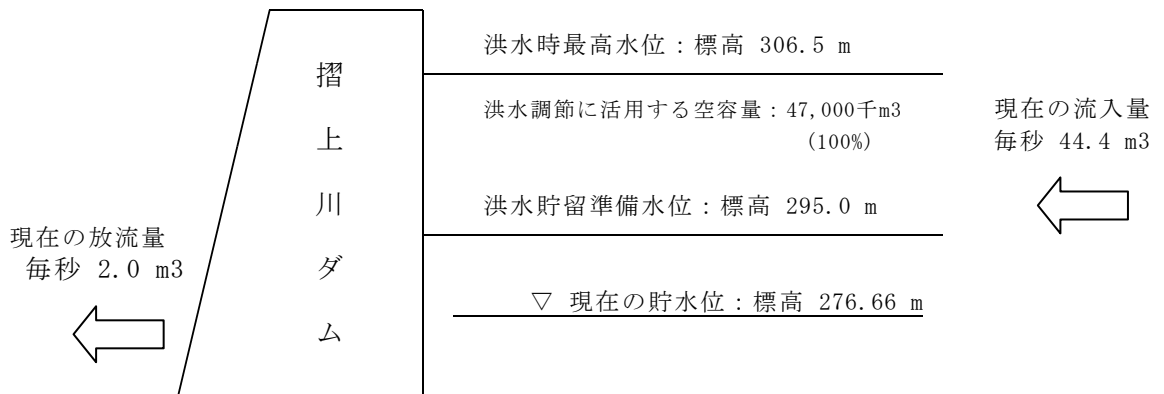 洪水時最高水位：標高 306.5 m
洪水調節に活用する空容量：47,000千m3
(100%)
洪水貯留準備水位：標高 295.0 m
▽ 現在の貯水位：標高 276.66 m
摺上川ダム
現在の流入量
毎秒 44.4 m3
現在の放流量
毎秒 2.0 m3